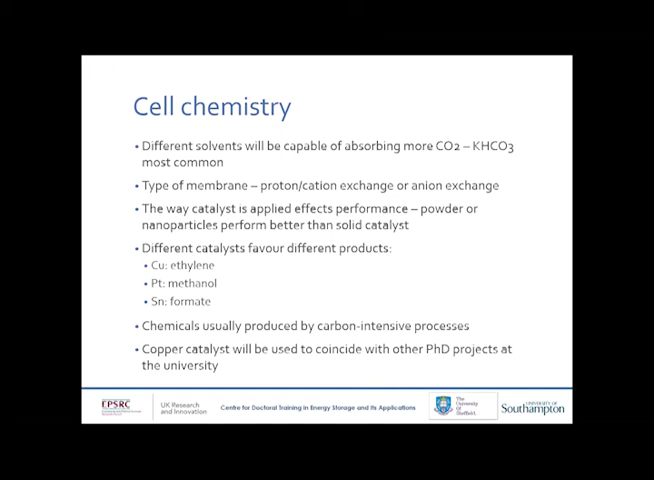 Cell chemistry
• Different solvents will be capable of absorbing more CO2 – KHCO3
most common
• Type of membrane – proton/cation exchange or anion exchange
• The way catalyst is applied effects performance – powder or
nanoparticles perform better than solid catalyst
• Different catalysts favour different products:
• Cu: ethylene
• Pt: methanol
• Sn: formate
• Chemicals usually produced by carbon-intensive processes
• Copper catalyst will be used to coincide with other PhD projects at
the university
EPSRC
UK Research
and Innovation
Centre for Doctoral Training in Energy Storage and its Applications
The
University
Of
Sheffield
UNIVERSITY OF
Southampton